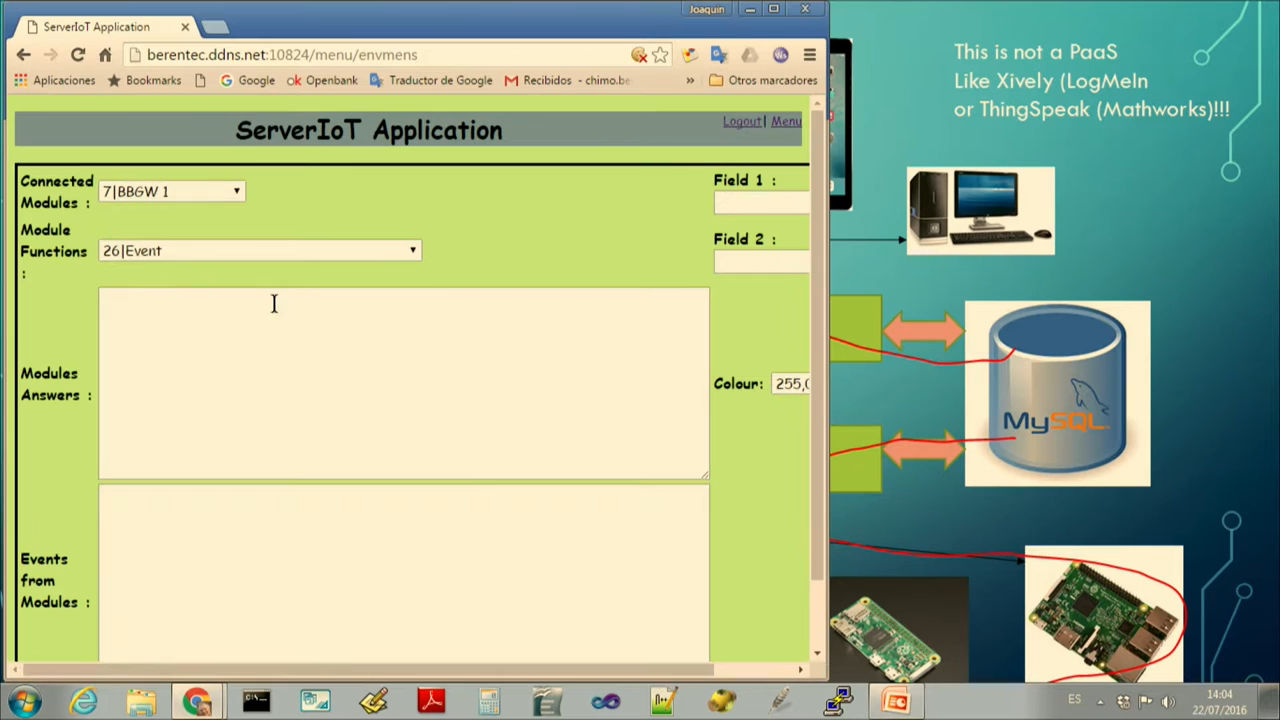 ServerIoT Application
Joaquin
berentec.ddns.net:10824/menu/envmens
Aplicaciones
Bookmarks
Google
ok Openbank
Traductor de Google
Recibidos - chimo.be
»
Otros marcadores
ServerIoT Application
Logout| Menu
Connected
Modules :
7|BBGW 1
Field 1 :
Module
Functions
:
26|Event
Field 2 :
Modules
Answers :
Colour:
255,0
Events
from
Modules :
This is not a PaaS
Like Xively (LogMeIn
or ThingSpeak (Mathworks)!!!
MySQL
ES
14:04
22/07/2016